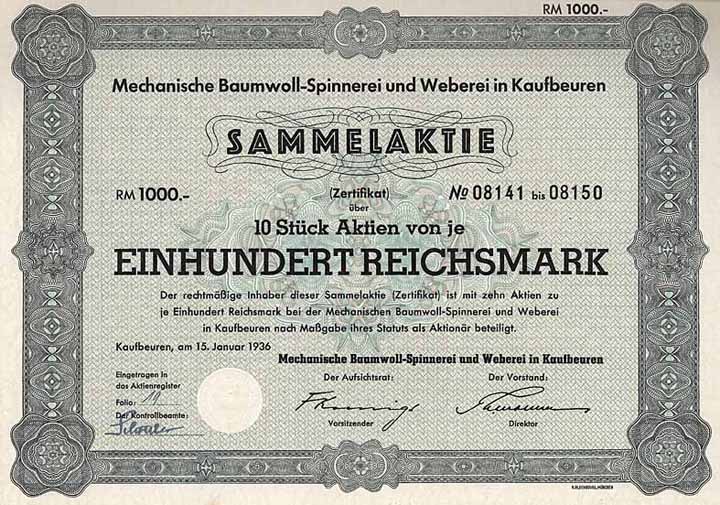 RM 1000.-
Mechanische Baumwoll-Spinnerei und Weberei in Kaufbeuren
SAMMELAKTIE
RM 1000.- (Zertifikat) № 08141 bis 08150
über
10 Stück Aktien von je
EINHUNDERT REICHSMARK
Der rechtmäßige Inhaber dieser Sammelaktie (Zertifikat) ist mit zehn Aktien zu
je Einhundert Reichsmark bei der Mechanischen Baumwoll-Spinnerei und Weberei
in Kaufbeuren nach Maßgabe ihres Statuts als Aktionär beteiligt.
Kaufbeuren, am 15. Januar 1936
Mechanische Baumwoll-Spinnerei und Weberei in Kaufbeuren
Eingetragen in
das Aktienregister
Folio: 19
Der Kontrollbeamte:
Der Aufsichtsrat:
Vorsitzender
Der Vorstand:
Direktor